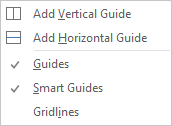 Add Vertical Guide
Add Horizontal Guide
Guides
Smart Guides
Gridlines